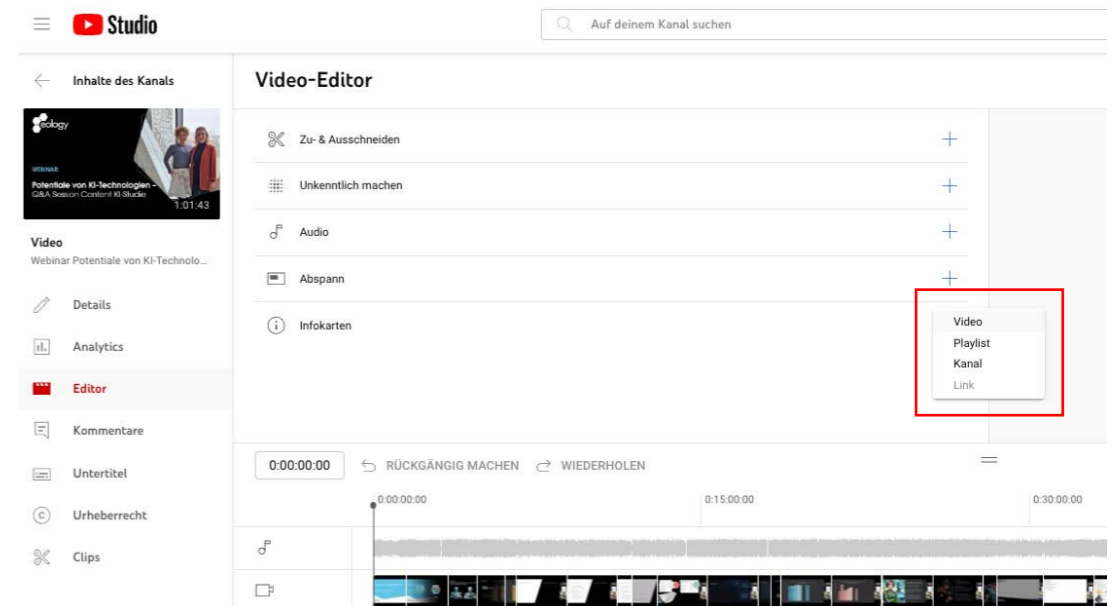 Studio
Auf deinem Kanal suchen
Inhalte des Kanals
eology
WEBINAR
Potentiale von KI-Technologien –
Q&A Session Content KI-Studio
1:01:43
Video
Webinar Potentiale von KI-Technolo...
Details
Analytics
Editor
Kommentare
Untertitel
Urheberrecht
Clips
Video-Editor
Zu- & Ausschneiden
Unkenntlich machen
Audio
Abspann
Infokarten
Video
Playlist
Kanal
Link
0:00:00:00
RÜCKGÄNGIG MACHEN
WIEDERHOLEN
0:00:00:00
0:15:00:00
0:30:00:00